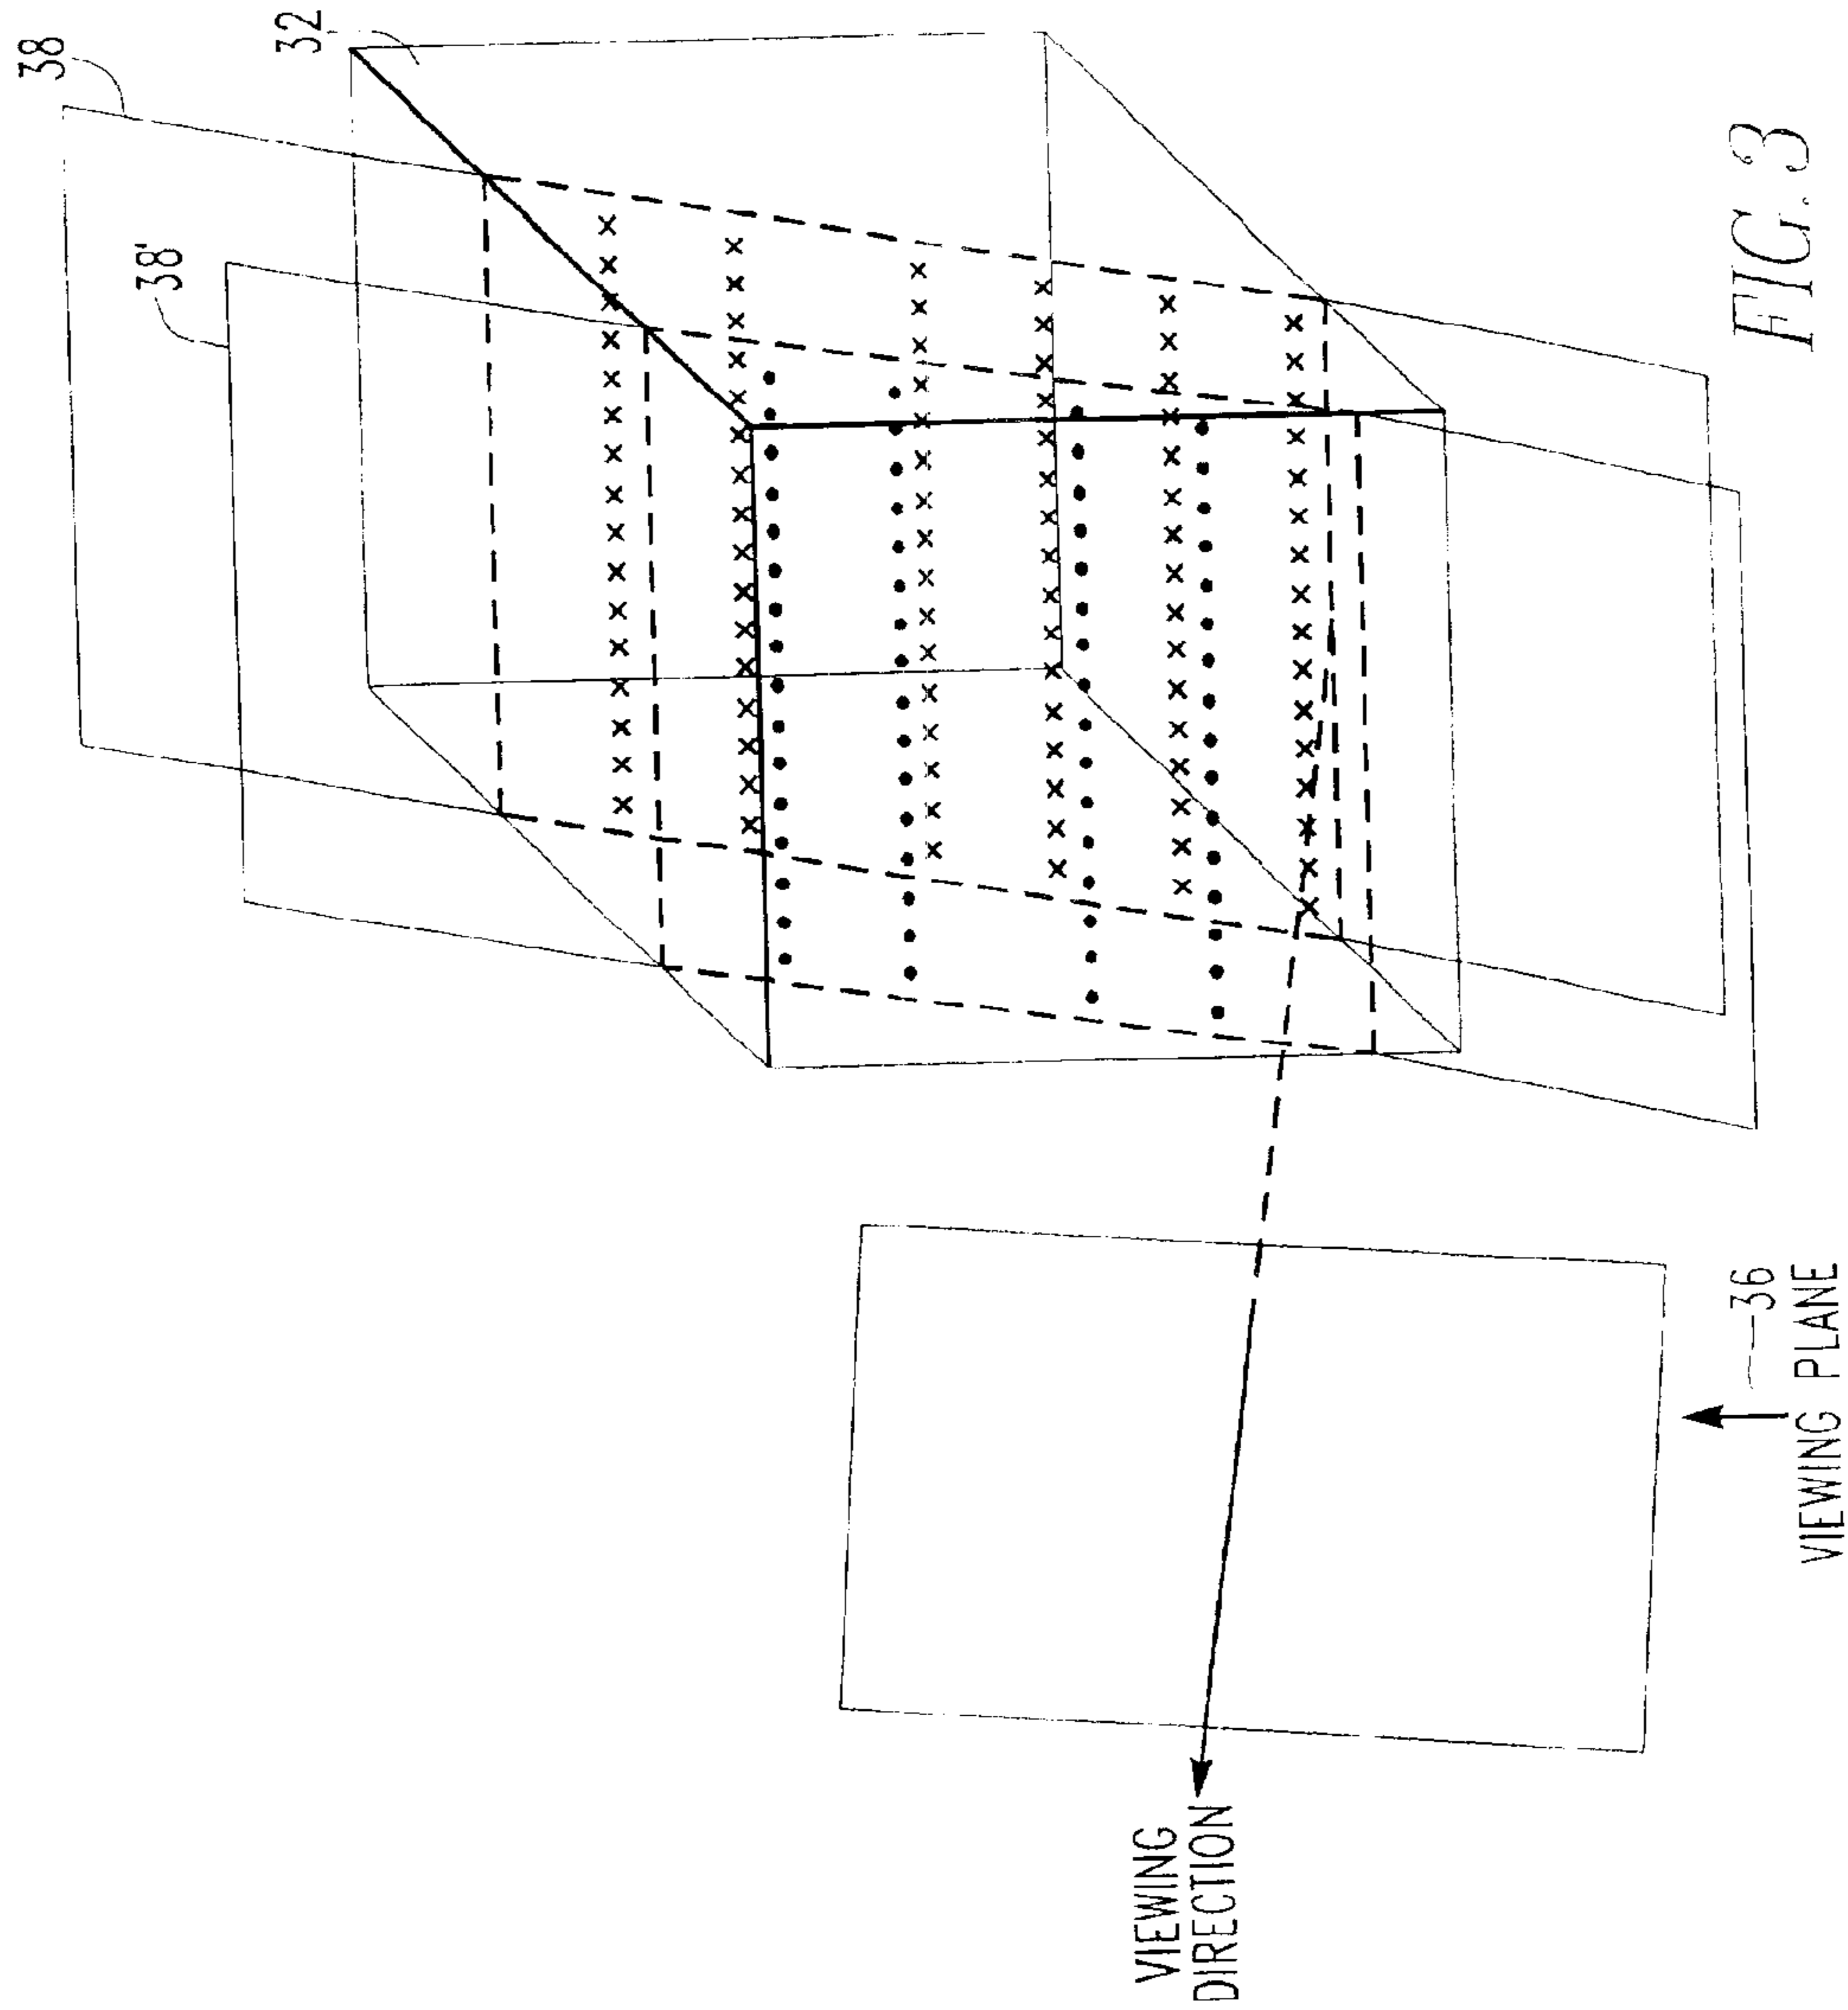 38
32
38'
FIG. 3
36
VIEWING PLANE
VIEWING
DIRECTION